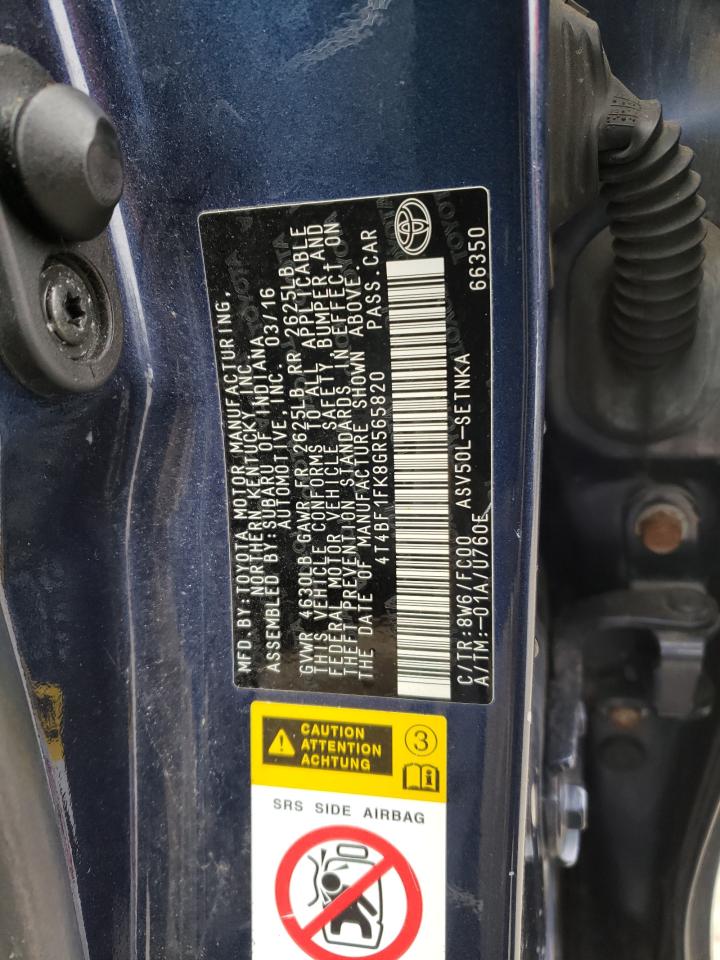 MFD.BY:TOYOTA MOTOR MANUFACTURING,
NORTHERN KENTUCKY,INC.
ASSEMBLED BY:SUBARU OF INDIANA
AUTOMOTIVE,INC. 03/16
GVWR 4630LB GAWR FR 2625LB RR 2625LB
THIS VEHICLE CONFORMS TO ALL APPLICABLE
FEDERAL MOTOR VEHICLE SAFETY, BUMPER AND
THEFT PREVENTION STANDARDS IN EFFECT ON
THE DATE OF MANUFACTURE SHOWN ABOVE.
4T4BF1FK8GR565820 PASS.CAR
C/TR:8W6/FC00 ASV50L-SETNKA 66350
A/TM:-01A/U760E
CAUTION
ATTENTION
ACHTUNG
3
SRS SIDE AIRBAG